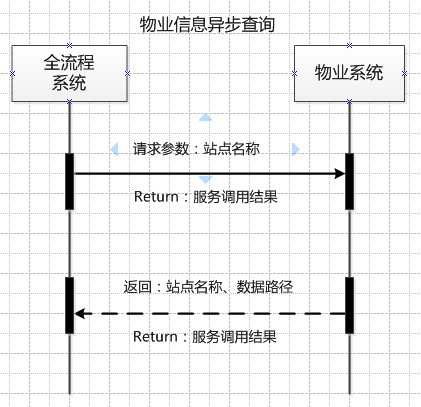 物业信息异步查询
全流程
系统
物业系统
请求参数：站点名称
Return：服务调用结果
返回：站点名称、数据路径
Return：服务调用结果